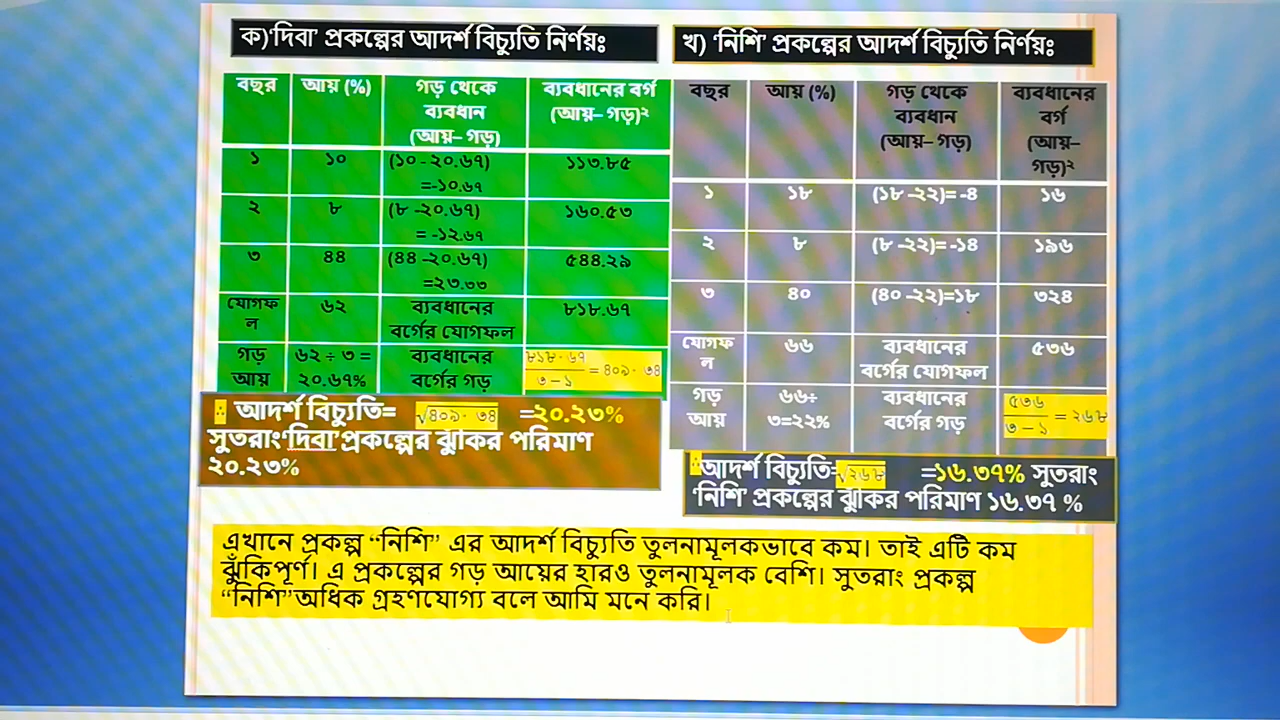 ক)‘দিবা’ প্রকল্পের আদর্শ বিচ্যুতি নির্ণয়ঃ
বছর আয় (%) গড় থেকে ব্যবধান (আয়– গড়) ব্যবধানের বর্গ (আয়– গড়)²
১ ১০ (১০ -২০.৬৭) =-১০.৬৭ ১১৩.৮৫
২ ৮ (৮ -২০.৬৭) = -১২.৬৭ ১৬০.৫৩
৩ ৪৪ (৪৪ -২০.৬৭) =২৩.৩৩ ৫৪৪.২৯
যোগফল ৬২ ব্যবধানের বর্গের যোগফল ৮১৮.৬৭
গড় আয় ৬২ ÷ ৩ = ২০.৬৭% ব্যবধানের বর্গের গড় ৮১৮.৬৭ / ৩ – ১ = ৪০৯.৩৪
∴ আদর্শ বিচ্যুতি= √৪০৯.৩৪ =২০.২৩%
সুতরাং‘দিবা’প্রকল্পের ঝুঁকির পরিমাণ
২০.২৩%
খ) ‘নিশি’ প্রকল্পের আদর্শ বিচ্যুতি নির্ণয়ঃ
বছর আয় (%) গড় থেকে ব্যবধান (আয়– গড়) ব্যবধানের বর্গ (আয়– গড়)²
১ ১৮ (১৮ -২২)= -৪ ১৬
২ ৮ (৮ -২২)= -১৪ ১৯৬
৩ ৪০ (৪০ -২২)=১৮ ৩২৪
যোগফল ৬৬ ব্যবধানের বর্গের যোগফল ৫৩৬
গড় আয় ৬৬÷ ৩=২২% ব্যবধানের বর্গের গড় ৫৩৬ / ৩ – ১ = ২৬৮
∴আদর্শ বিচ্যুতি=√২৬৮ =১৬.৩৭% সুতরাং
‘নিশি’ প্রকল্পের ঝুঁকির পরিমাণ ১৬.৩৭ %
এখানে প্রকল্প “নিশি” এর আদর্শ বিচ্যুতি তুলনামূলকভাবে কম। তাই এটি কম
ঝুঁকিপূর্ণ। এ প্রকল্পের গড় আয়ের হারও তুলনামূলক বেশি। সুতরাং প্রকল্প
“নিশি”অধিক গ্রহণযোগ্য বলে আমি মনে করি।